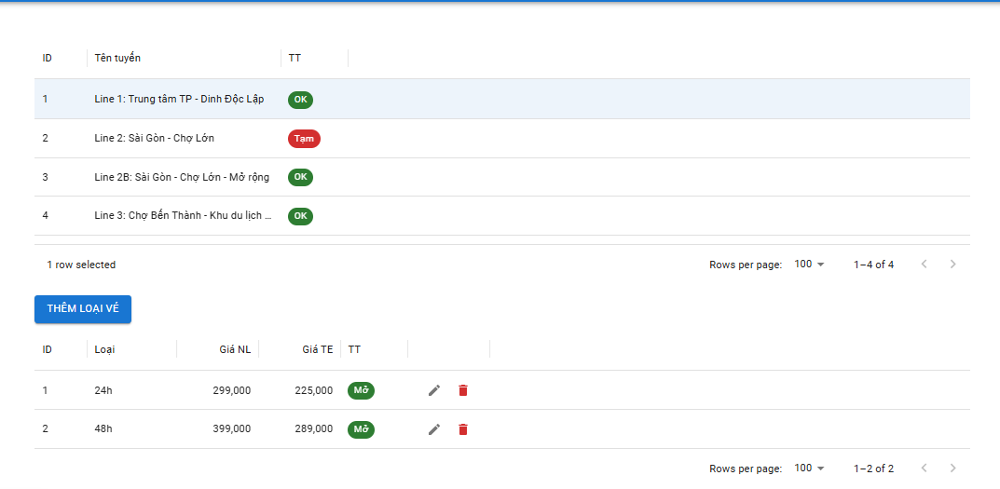 ID Tên tuyến TT
1 Line 1: Trung tâm TP - Dinh Độc Lập OK
2 Line 2: Sài Gòn - Chợ Lớn Tạm
3 Line 2B: Sài Gòn - Chợ Lớn - Mở rộng OK
4 Line 3: Chợ Bến Thành - Khu du lịch ... OK
1 row selected Rows per page: 100 1–4 of 4
THÊM LOẠI VÉ
ID Loại Giá NL Giá TE TT
1 24h 299,000 225,000 Mở
2 48h 399,000 289,000 Mở
Rows per page: 100 1–2 of 2